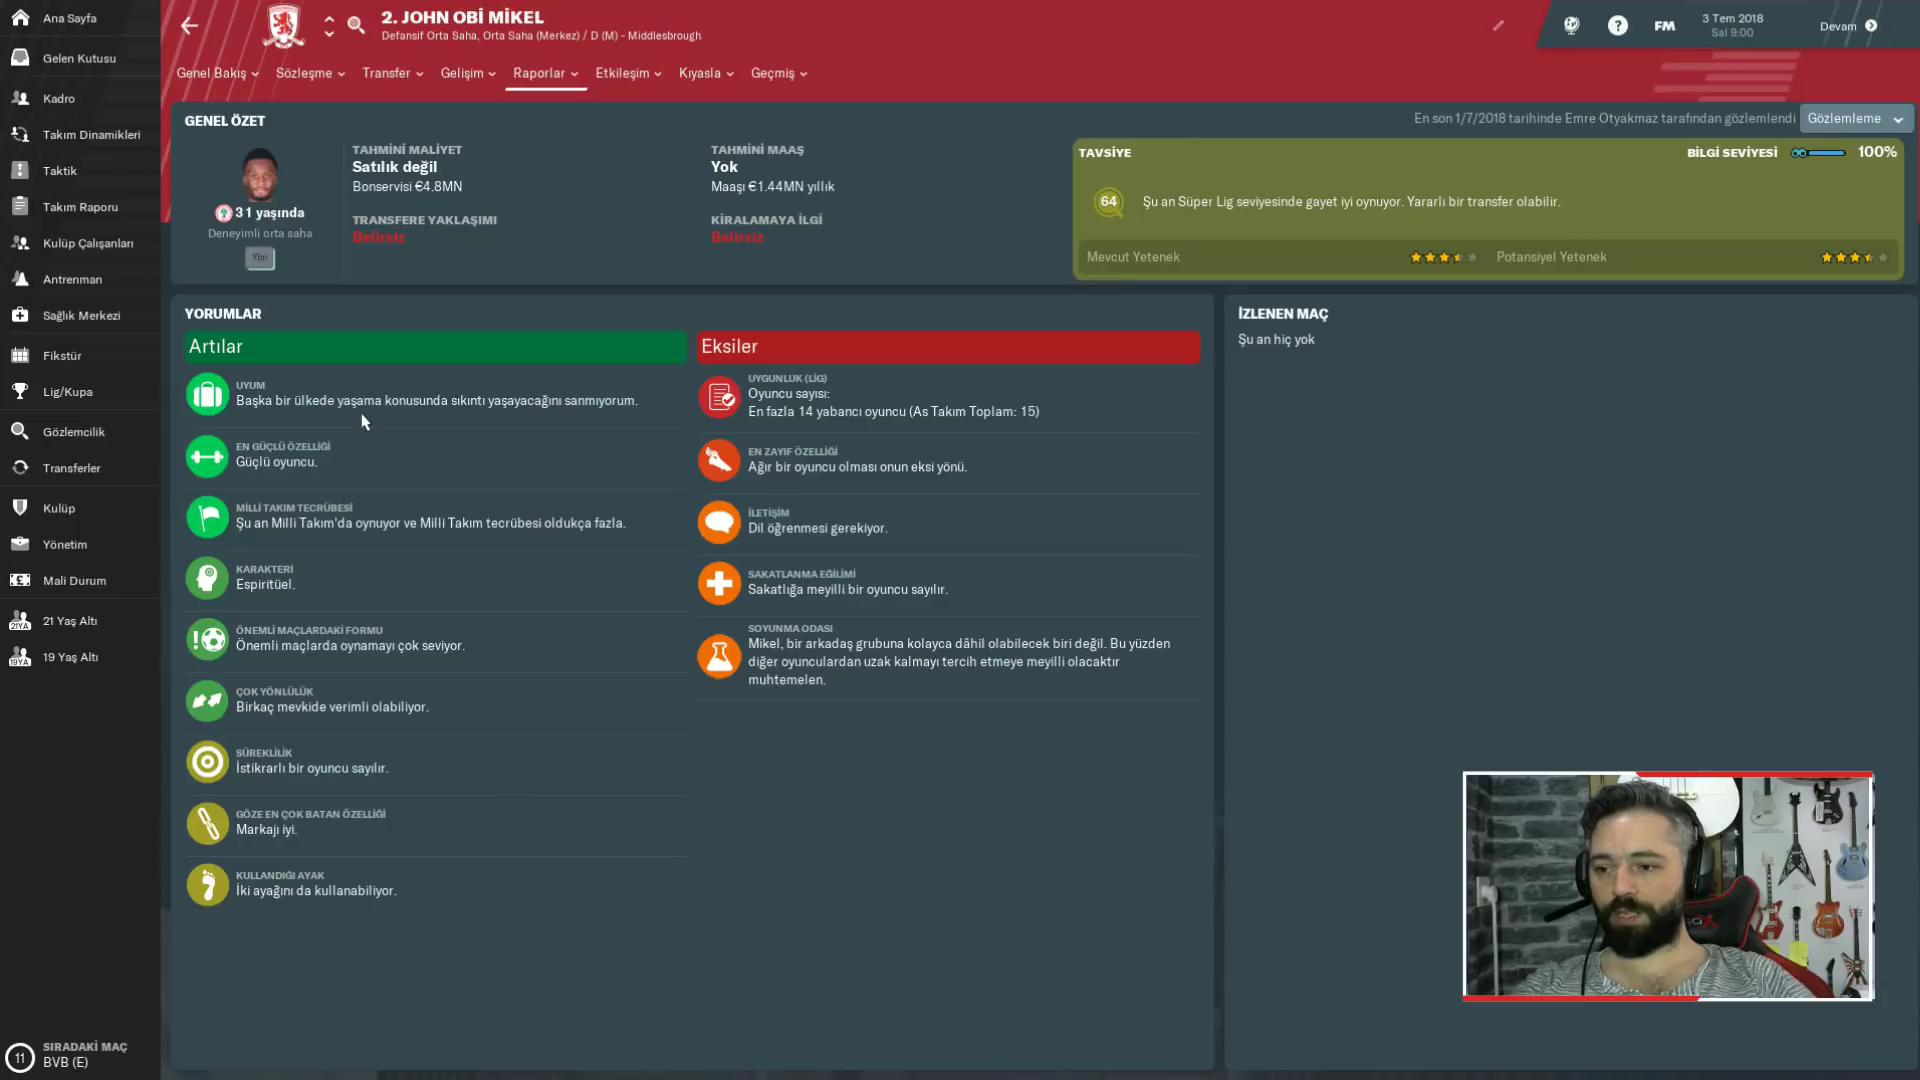 Ana Sayfa
Gelen Kutusu
Kadro
Takım Dinamikleri
Taktik
Takım Raporu
Kulüp Çalışanları
Antrenman
Sağlık Merkezi
Fikstür
Lig/Kupa
Gözlemcilik
Transferler
Kulüp
Yönetim
Mali Durum
21YA
21 Yaş Altı
19YA
19 Yaş Altı
11
SIRADAKİ MAÇ
BVB (E)
2. JOHN OBİ MİKEL
Defansif Orta Saha, Orta Saha (Merkez) / D (M) - Middlesbrough
FM
3 Tem 2018
Sal 9:00
Devam
Genel Bakış
Sözleşme
Transfer
Gelişim
Raporlar
Etkileşim
Kıyasla
Geçmiş
GENEL ÖZET
En son 1/7/2018 tarihinde Emre Otyakmaz tarafından gözlemlendi
Gözlemleme
31 yaşında
Deneyimli orta saha
Ybn
TAHMİNİ MALİYET
Satılık değil
Bonservisi €4.8MN
TRANSFERE YAKLAŞIMI
Belirsiz
TAHMİNİ MAAŞ
Yok
Maaşı €1.44MN yıllık
KİRALAMAYA İLGİ
Belirsiz
TAVSİYE
BİLGİ SEVİYESİ
100%
64
Şu an Süper Lig seviyesinde gayet iyi oynuyor. Yararlı bir transfer olabilir.
Mevcut Yetenek
Potansiyel Yetenek
YORUMLAR
Artılar
UYUM
Başka bir ülkede yaşama konusunda sıkıntı yaşayacağını sanmıyorum.
EN GÜÇLÜ ÖZELLİĞİ
Güçlü oyuncu.
MİLLİ TAKIM TECRÜBESİ
Şu an Milli Takım'da oynuyor ve Milli Takım tecrübesi oldukça fazla.
KARAKTERİ
Espiritüel.
ÖNEMLİ MAÇLARDAKİ FORMU
Önemli maçlarda oynamayı çok seviyor.
ÇOK YÖNLÜLÜK
Birkaç mevkide verimli olabiliyor.
SÜREKLİLİK
İstikrarlı bir oyuncu sayılır.
GÖZE EN ÇOK BATAN ÖZELLİĞİ
Markajı iyi.
KULLANDIĞI AYAK
İki ayağını da kullanabiliyor.
Eksiler
UYGUNLUK (LİG)
Oyuncu sayısı:
En fazla 14 yabancı oyuncu (As Takım Toplam: 15)
EN ZAYIF ÖZELLİĞİ
Ağır bir oyuncu olması onun eksi yönü.
İLETİŞİM
Dil öğrenmesi gerekiyor.
SAKATLANMA EĞİLİMİ
Sakatlığa meyilli bir oyuncu sayılır.
SOYUNMA ODASI
Mikel, bir arkadaş grubuna kolayca dâhil olabilecek biri değil. Bu yüzden
diğer oyunculardan uzak kalmayı tercih etmeye meyilli olacaktır
muhtemelen.
İZLENEN MAÇ
Şu an hiç yok